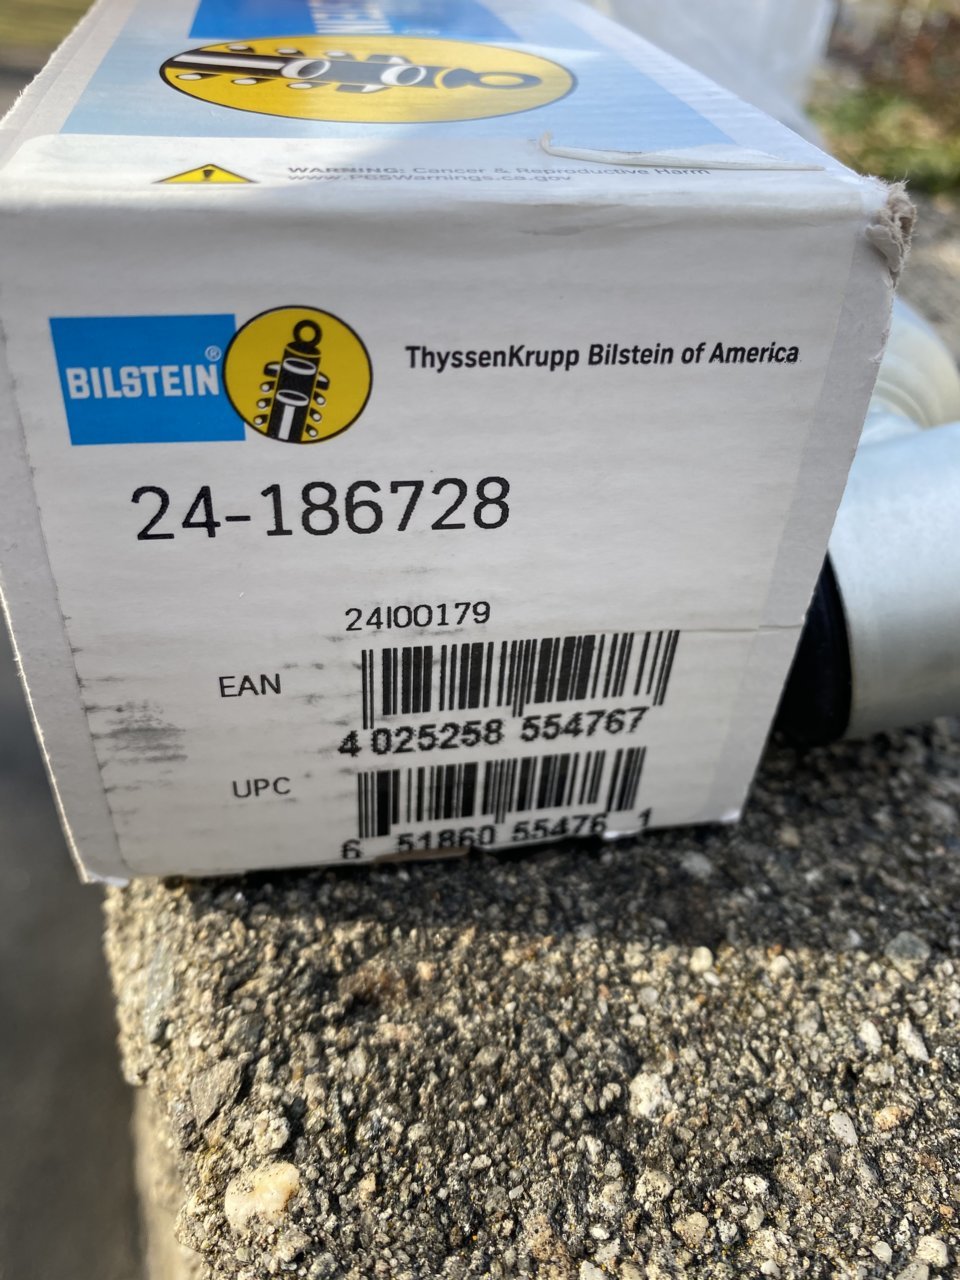 WARNING: Cancer & Reproductive Harm
www.P65Warnings.ca.gov
BILSTEIN®
ThyssenKrupp Bilstein of America
24-186728
24I00179
EAN
4 025258 554767
UPC
6 51860 55476 1